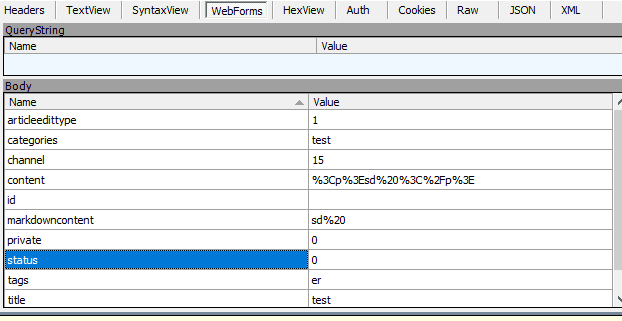 Headers TextView SyntaxView WebForms HexView Auth Cookies Raw JSON XML
QueryString
Name Value
Body
Name Value
articleedittype 1
categories test
channel 15
content %3Cp%3Esd%20%3C%2Fp%3E
id
markdowncontent sd%20
private 0
status 0
tags er
title test